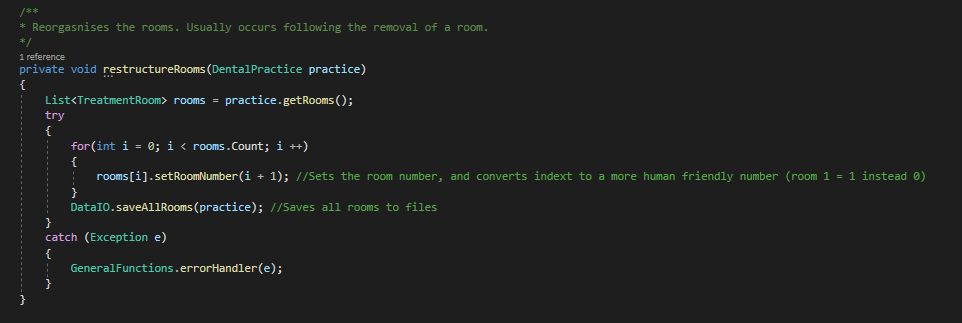 /**
* Reorgasnises the rooms. Usually occurs following the removal of a room.
*/
1 reference
private void restructureRooms(DentalPractice practice)
{
List<TreatmentRoom> rooms = practice.getRooms();
try
{
for(int i = 0; i < rooms.Count; i ++)
{
rooms[i].setRoomNumber(i + 1); //Sets the room number, and converts indext to a more human friendly number (room 1 = 1 instead 0)
}
DataIO.saveAllRooms(practice); //Saves all rooms to files
}
catch (Exception e)
{
GeneralFunctions.errorHandler(e);
}
}